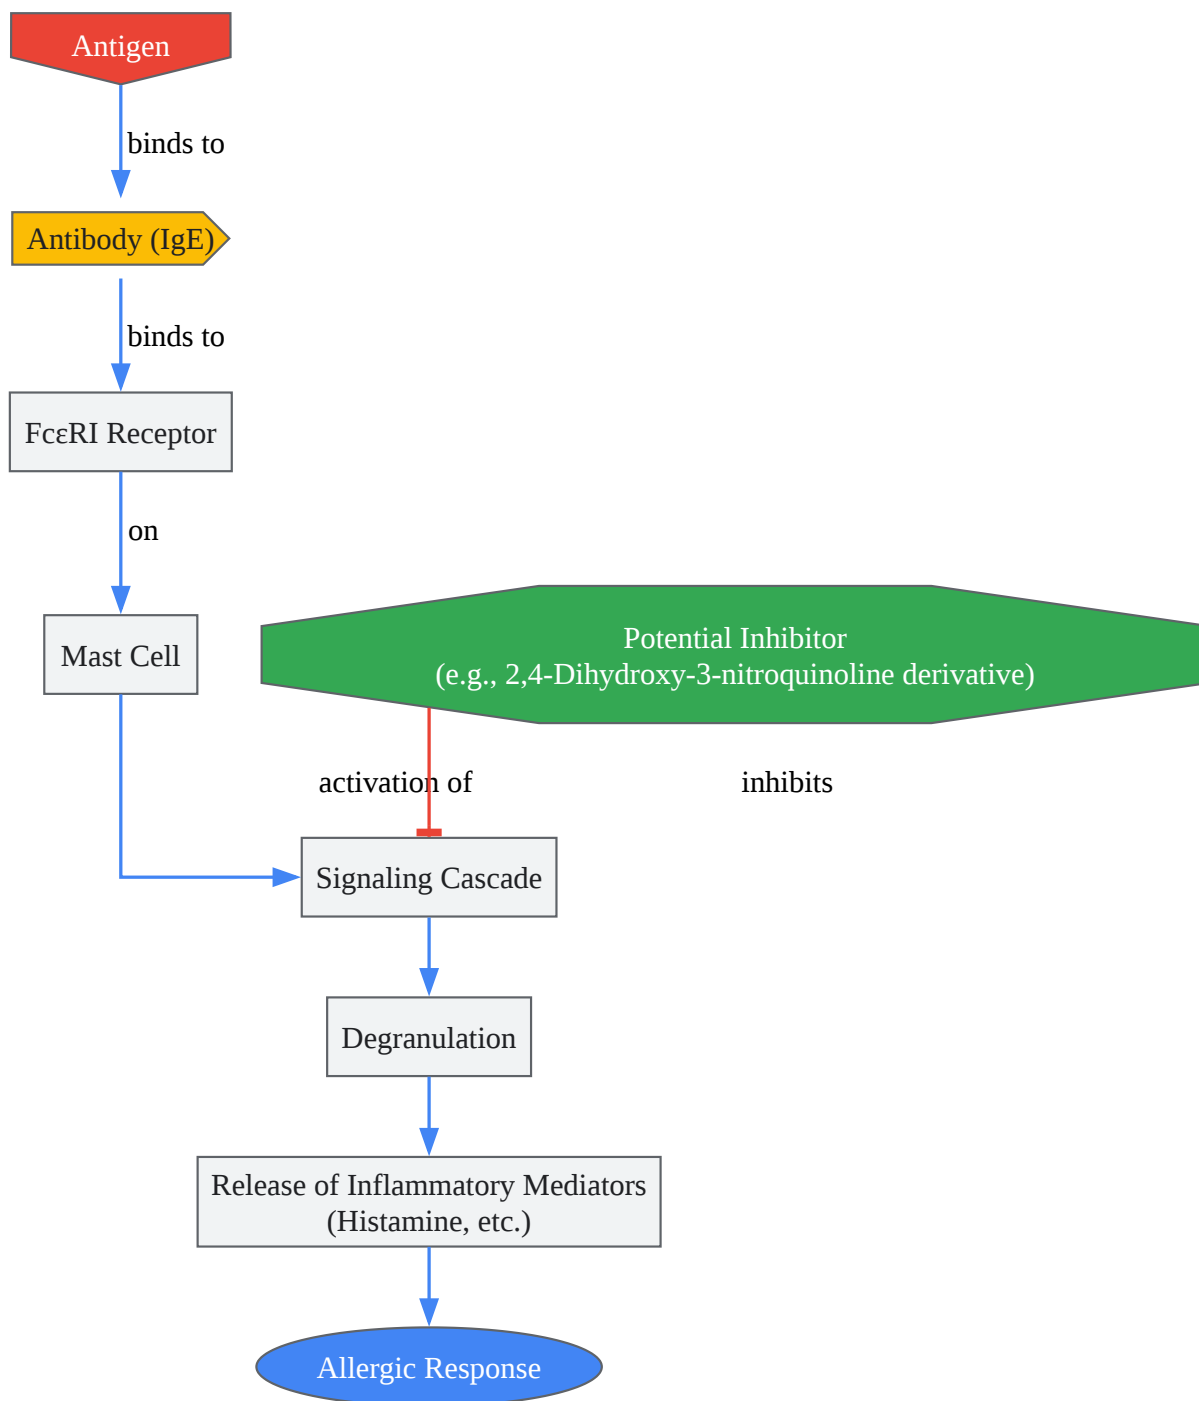 Antigen
binds to
Antibody (IgE)
binds to
FcεRI Receptor
on
Mast Cell
Potential Inhibitor
(e.g., 2,4-Dihydroxy-3-nitroquinoline derivative)
activation of
inhibits
Signaling Cascade
Degranulation
Release of Inflammatory Mediators
(Histamine, etc.)
Allergic Response